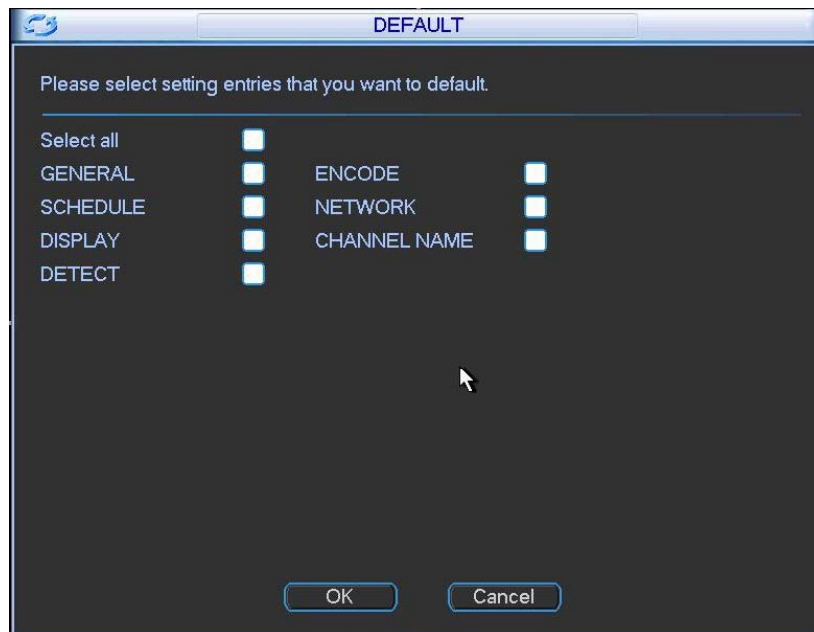 DEFAULT
Please select setting entries that you want to default.
Select all
GENERAL ENCODE
SCHEDULE NETWORK
DISPLAY CHANNEL NAME
DETECT
OK Cancel